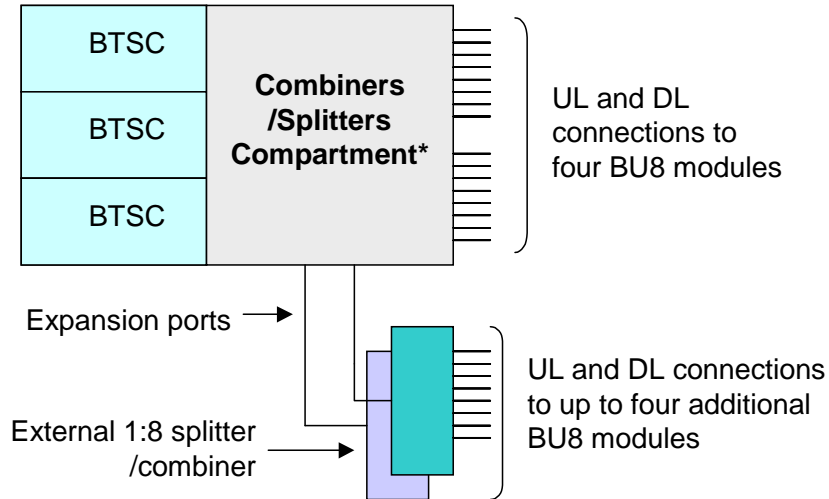 BTSC
BTSC
BTSC
Combiners
/Splitters
Compartment*
UL and DL
connections to
four BU8 modules
Expansion ports
External 1:8 splitter
/combiner
UL and DL connections
to up to four additional
BU8 modules